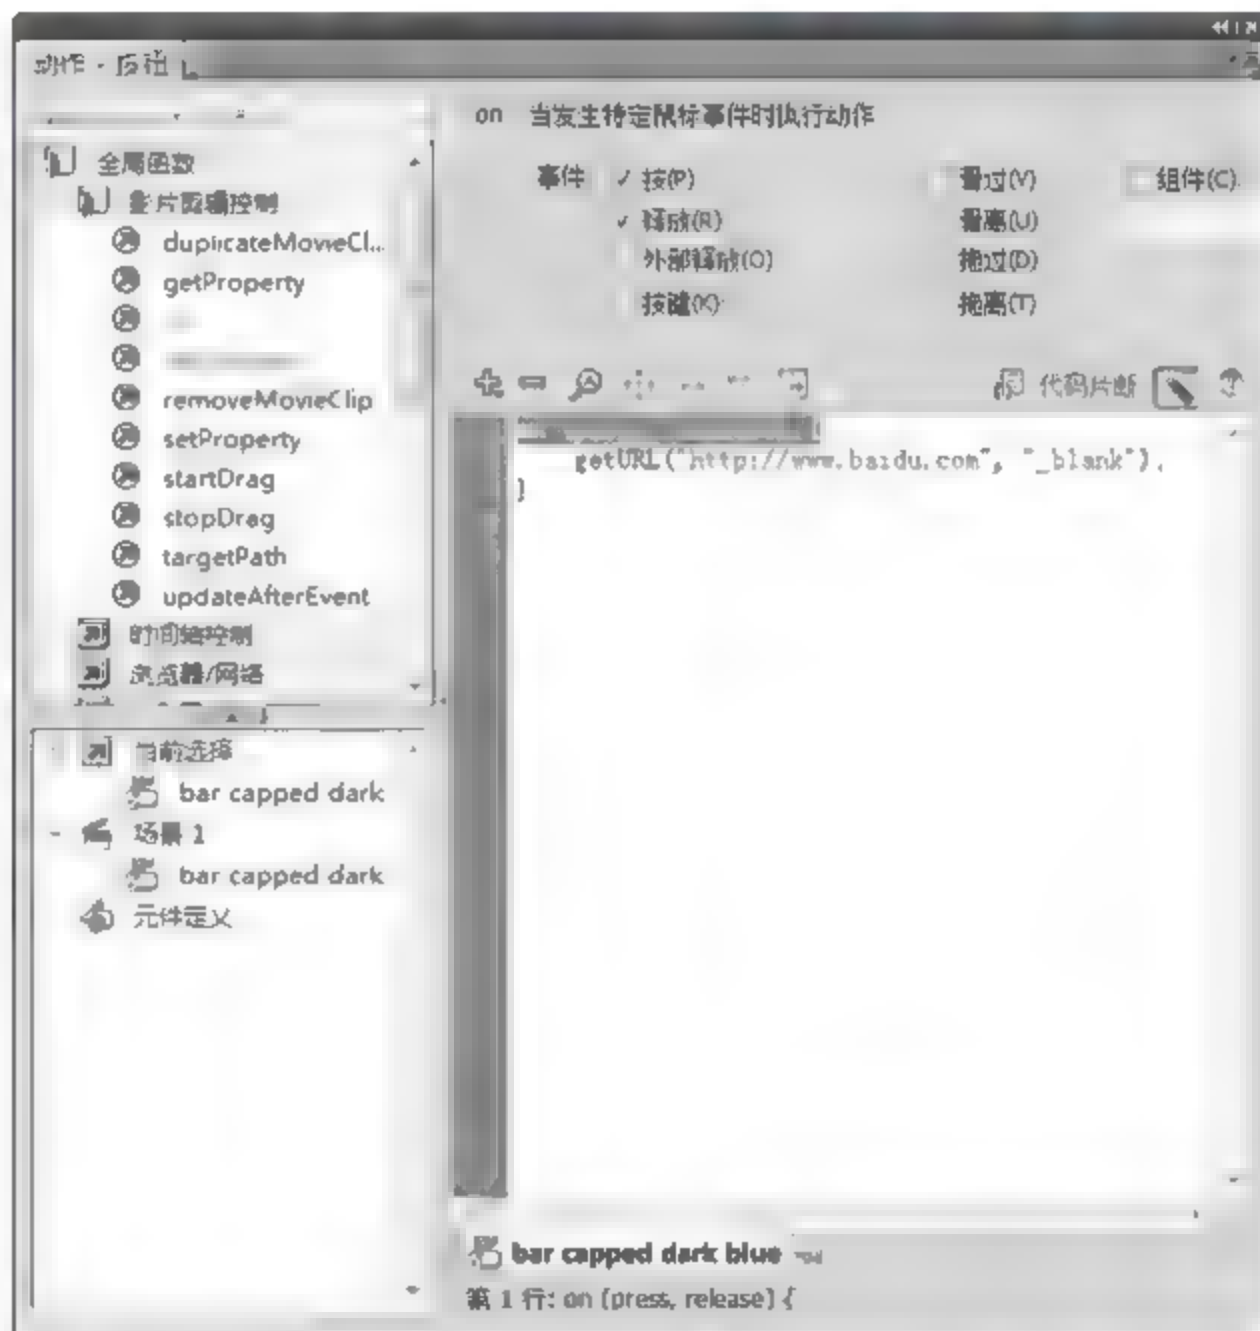 动作 - 按钮
on 当发生特定鼠标事件时执行动作
事件 按(P) 滑过(V) 组件(C)
释放(R) 滑离(U)
外部释放(O) 拖过(D)
按键(K) 拖离(T)
代码片断
全局函数
影片剪辑控制
duplicateMovieCl...
getProperty
removeMovieClip
setProperty
startDrag
stopDrag
targetPath
updateAfterEvent
时间轴控制
浏览器/网络
当前选择
bar capped dark
场景 1
bar capped dark
元件定义
getURL("http://www.baidu.com", "_blank");
}
bar capped dark blue
第 1 行: on (press, release) {